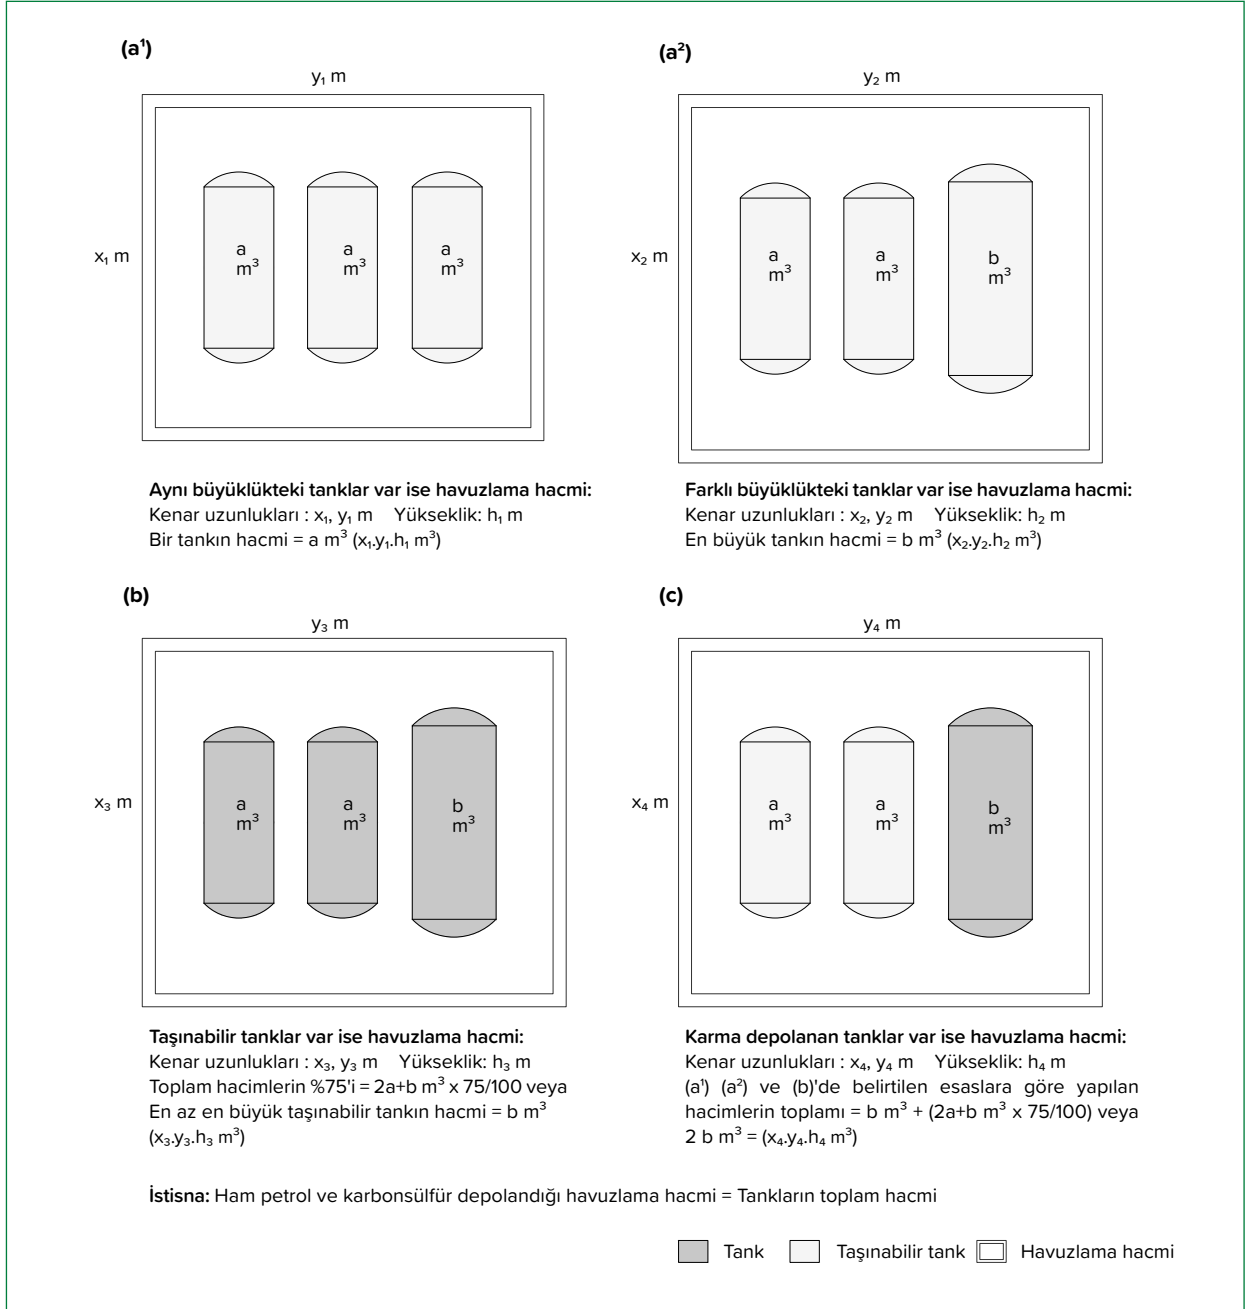 (a¹)
y₁ m
x₁ m
a
m³
a
m³
a
m³
Aynı büyüklükteki tanklar var ise havuzlama hacmi:
Kenar uzunlukları : x₁, y₁ m Yükseklik: h₁ m
Bir tankın hacmi = a m³ (x₁.y₁.h₁ m³)
(a²)
y₂ m
x₂ m
a
m³
a
m³
b
m³
Farklı büyüklükteki tanklar var ise havuzlama hacmi:
Kenar uzunlukları : x₂, y₂ m Yükseklik: h₂ m
En büyük tankın hacmi = b m³ (x₂.y₂.h₂ m³)
(b)
y₃ m
x₃ m
a
m³
a
m³
b
m³
Taşınabilir tanklar var ise havuzlama hacmi:
Kenar uzunlukları : x₃, y₃ m Yükseklik: h₃ m
Toplam hacimlerin %75'i = 2a+b m³ x 75/100 veya
En az en büyük taşınabilir tankın hacmi = b m³
(x₃.y₃.h₃ m³)
(c)
y₄ m
x₄ m
a
m³
a
m³
b
m³
Karma depolanan tanklar var ise havuzlama hacmi:
Kenar uzunlukları : x₄, y₄ m Yükseklik: h₄ m
(a¹) (a²) ve (b)'de belirtilen esaslara göre yapılan
hacimlerin toplamı = b m³ + (2a+b m³ x 75/100) veya
2 b m³ = (x₄.y₄.h₄ m³)
İstisna: Ham petrol ve karbonsülfür depolandığı havuzlama hacmi = Tankların toplam hacmi
Tank Taşınabilir tank Havuzlama hacmi